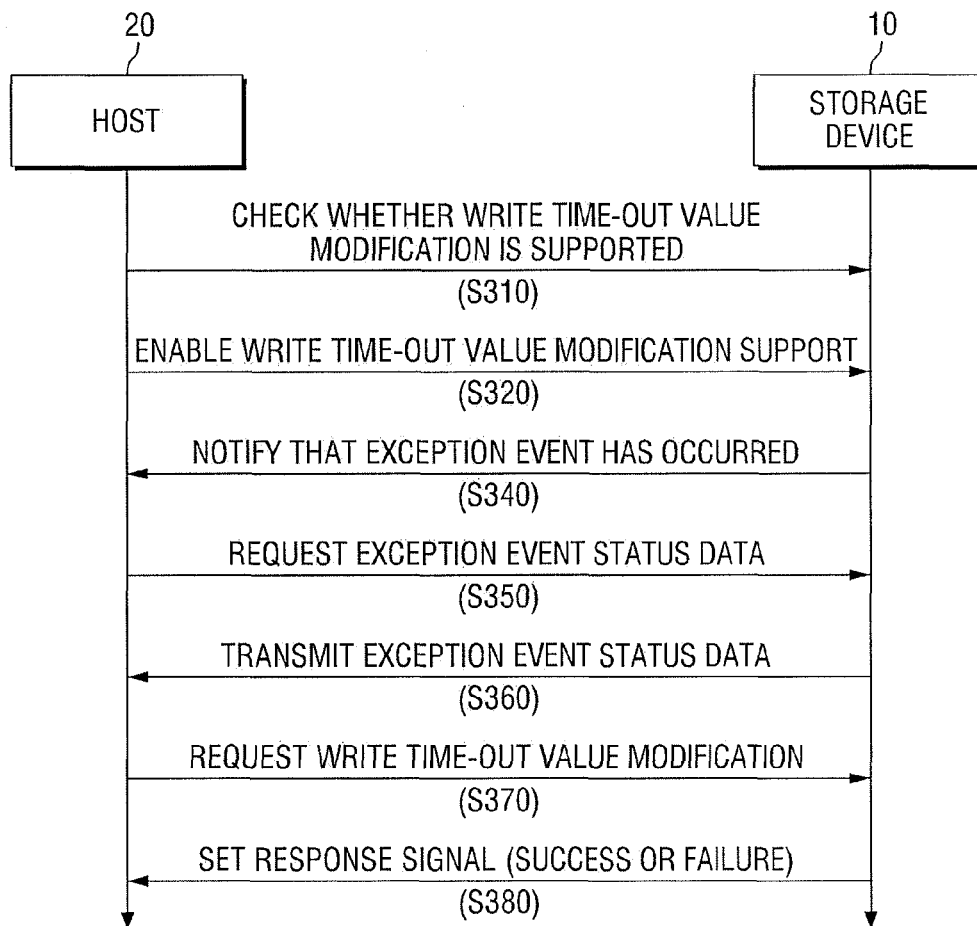 20
10
HOST
STORAGE
DEVICE
CHECK WHETHER WRITE TIME-OUT VALUE
MODIFICATION IS SUPPORTED
(S310)
ENABLE WRITE TIME-OUT VALUE MODIFICATION SUPPORT
(S320)
NOTIFY THAT EXCEPTION EVENT HAS OCCURRED
(S340)
REQUEST EXCEPTION EVENT STATUS DATA
(S350)
TRANSMIT EXCEPTION EVENT STATUS DATA
(S360)
REQUEST WRITE TIME-OUT VALUE MODIFICATION
(S370)
SET RESPONSE SIGNAL (SUCCESS OR FAILURE)
(S380)